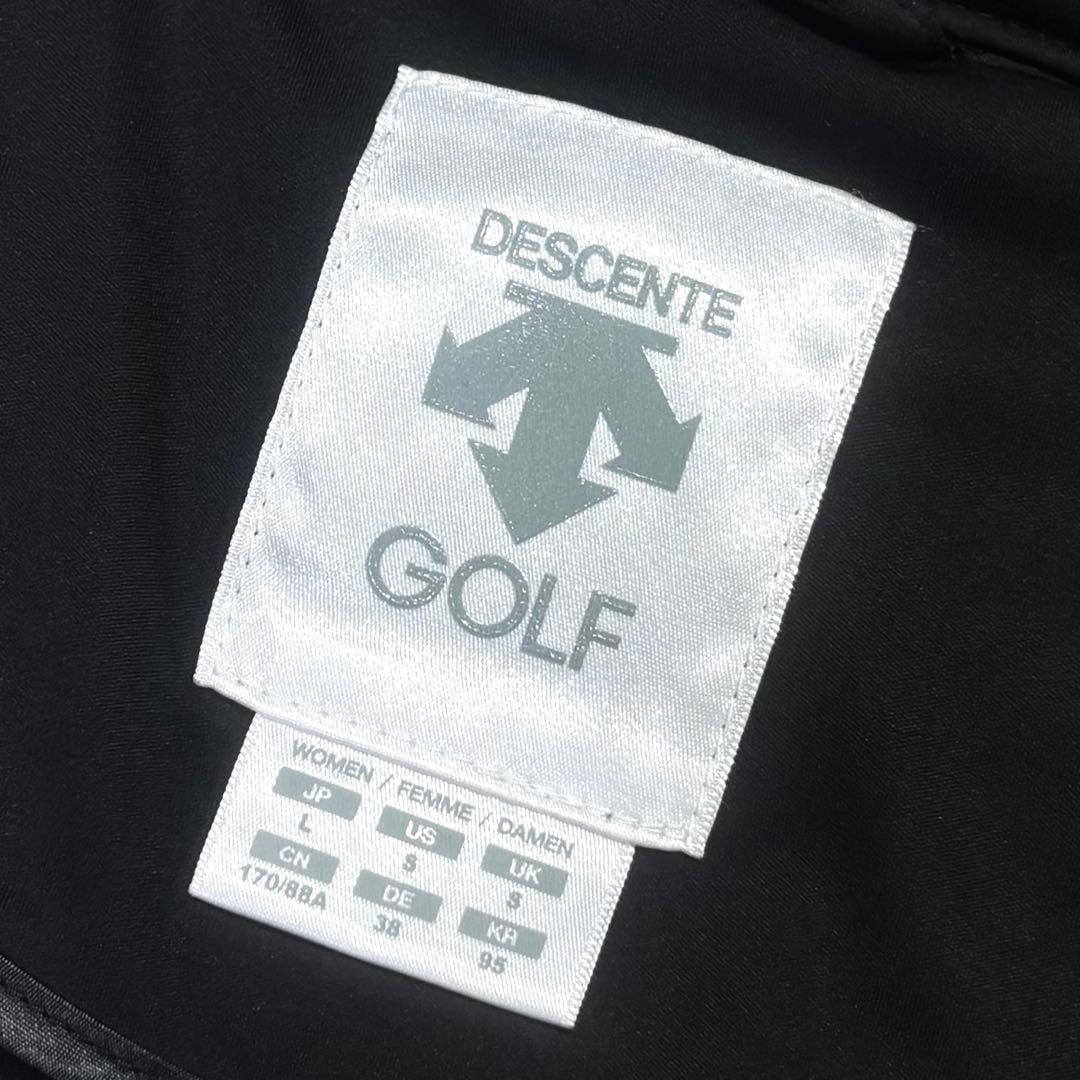 DESCENTE
GOLF
WOMEN / FEMME / DAMEN
JP US UK
L S S
CN DE KR
170/88A 38 95